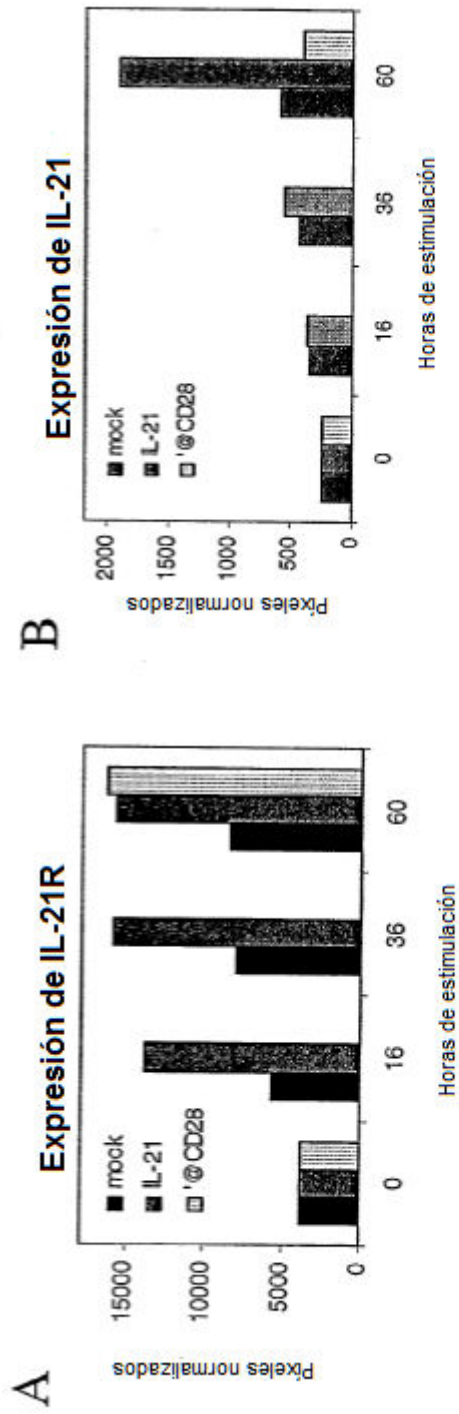 A
Expresión de IL-21R
Píxeles normalizados
15000
10000
5000
0
mock
IL-21
'@CD28
0
16
36
60
Horas de estimulación
B
Expresión de IL-21
Píxeles normalizados
2000
1500
1000
500
0
mock
IL-21
'@CD28
0
16
36
60
Horas de estimulación